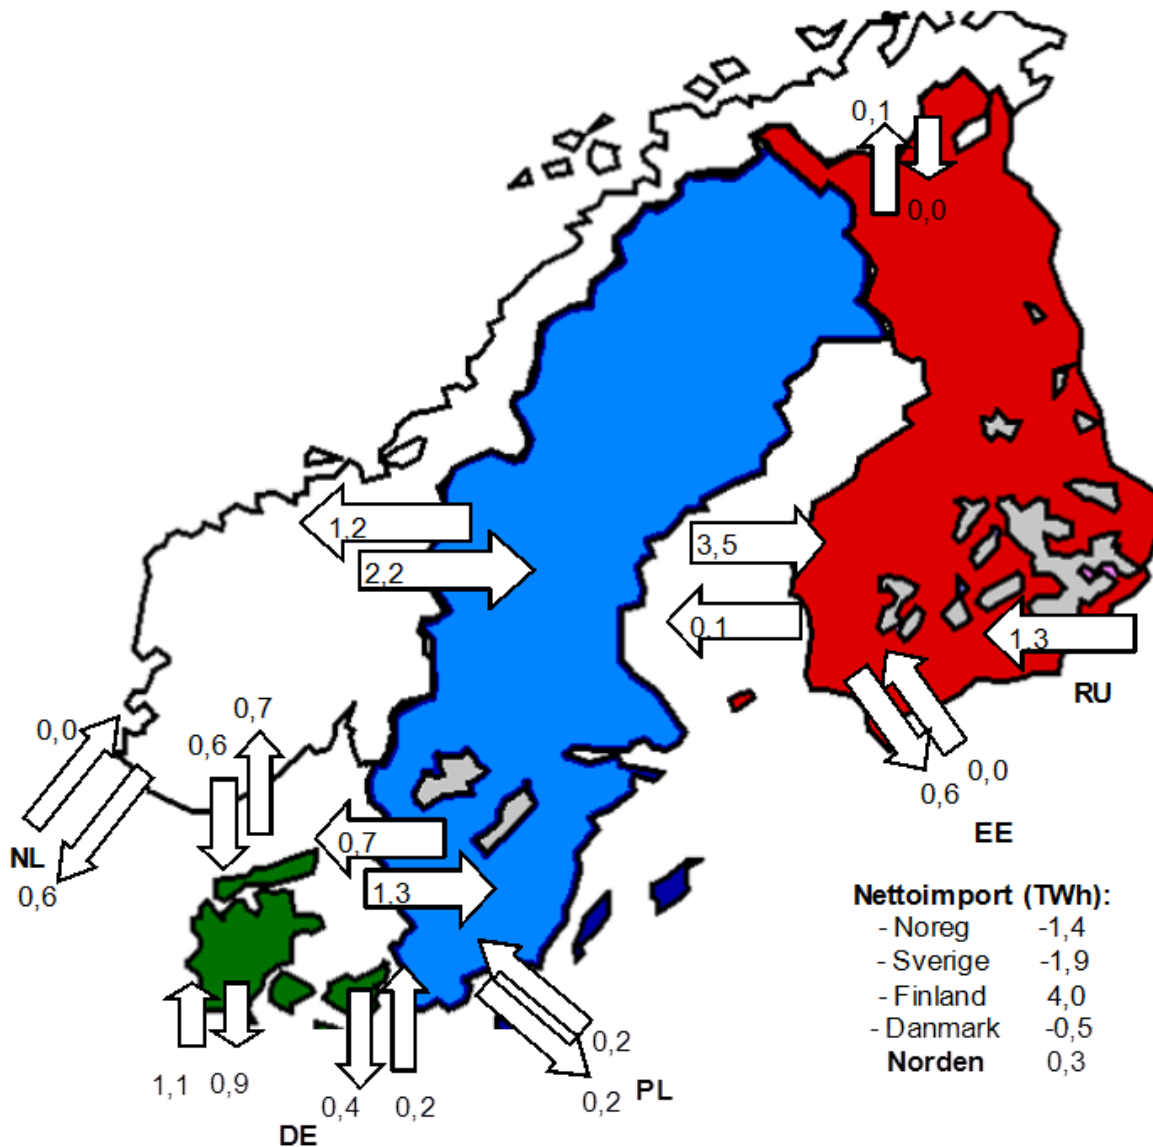 0,1
0,0
1,2
2,2
3,5
0,1
1,3
RU
0,0
0,7
0,6
0,0
0,6
EE
NL
0,6
0,7
1,3
Nettoimport (TWh):
- Noreg -1,4
- Sverige -1,9
- Finland 4,0
- Danmark -0,5
Norden 0,3
0,2
1,1 0,9
0,4 0,2
0,2
PL
DE